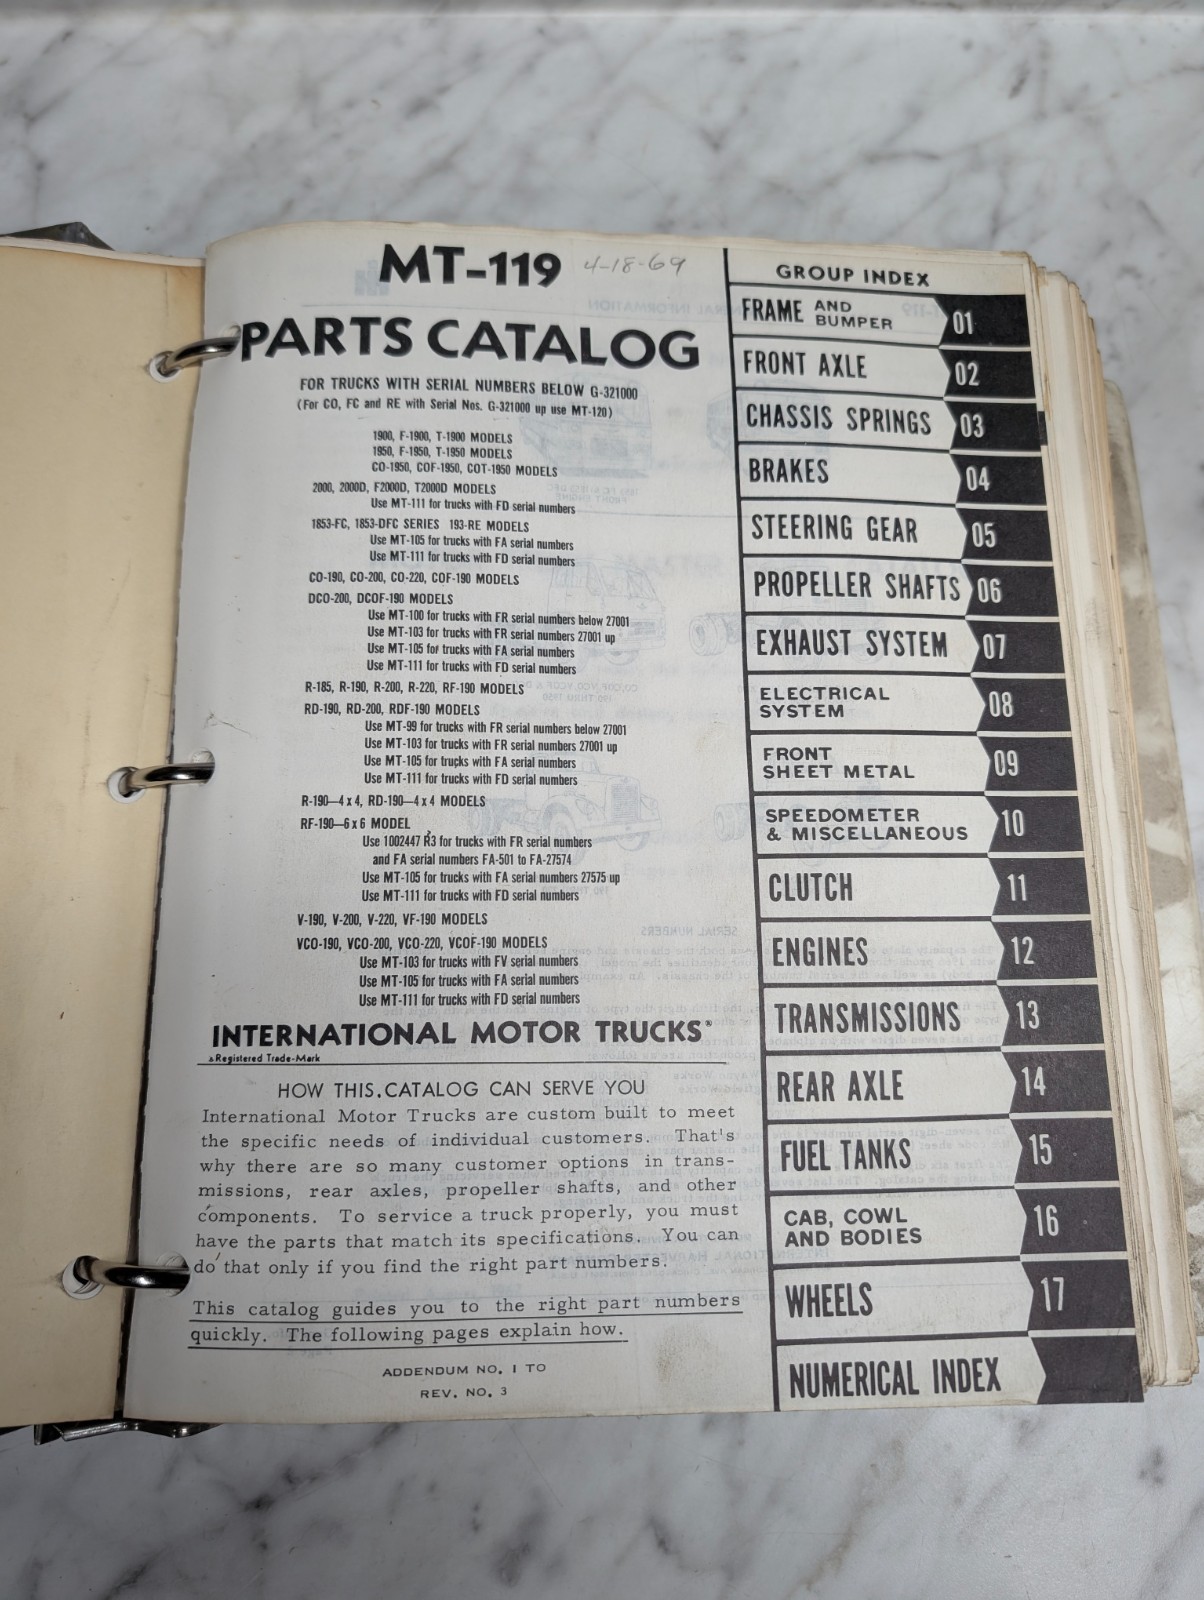 MT-119 4-18-69
PARTS CATALOG
FOR TRUCKS WITH SERIAL NUMBERS BELOW G-321000
(For CO, FC and RE with Serial Nos. G-321000 up use MT-120)
1900, F-1900, T-1900 MODELS
1950, F-1950, T-1950 MODELS
CO-1950, COF-1950, COT-1950 MODELS
2000, 2000D, F2000D, T2000D MODELS
Use MT-111 for trucks with FD serial numbers
1853-FC, 1853-DFC SERIES 193-RE MODELS
Use MT-105 for trucks with FA serial numbers
Use MT-111 for trucks with FD serial numbers
CO-190, CO-200, CO-220, COF-190 MODELS
DCO-200, DCOF-190 MODELS
Use MT-100 for trucks with FR serial numbers below 27001
Use MT-103 for trucks with FR serial numbers 27001 up
Use MT-105 for trucks with FA serial numbers
Use MT-111 for trucks with FD serial numbers
R-185, R-190, R-200, R-220, RF-190 MODELS
RD-190, RD-200, RDF-190 MODELS
Use MT-99 for trucks with FR serial numbers below 27001
Use MT-103 for trucks with FR serial numbers 27001 up
Use MT-105 for trucks with FA serial numbers
Use MT-111 for trucks with FD serial numbers
R-190—4 x 4, RD-190—4 x 4 MODELS
RF-190—6 x 6 MODEL
Use 1002447 R3 for trucks with FR serial numbers
and FA serial numbers FA-501 to FA-27574
Use MT-105 for trucks with FA serial numbers 27575 up
Use MT-111 for trucks with FD serial numbers
V-190, V-200, V-220, VF-190 MODELS
VCO-190, VCO-200, VCO-220, VCOF-190 MODELS
Use MT-103 for trucks with FV serial numbers
Use MT-105 for trucks with FA serial numbers
Use MT-111 for trucks with FD serial numbers
INTERNATIONAL MOTOR TRUCKS
Registered Trade-Mark
HOW THIS CATALOG CAN SERVE YOU
International Motor Trucks are custom built to meet
the specific needs of individual customers. That's
why there are so many customer options in trans-
missions, rear axles, propeller shafts, and other
components. To service a truck properly, you must
have the parts that match its specifications. You can
do that only if you find the right part numbers.
This catalog guides you to the right part numbers
quickly. The following pages explain how.
ADDENDUM NO. 1 TO
REV. NO. 3
GROUP INDEX
FRAME AND BUMPER 01
FRONT AXLE 02
CHASSIS SPRINGS 03
BRAKES 04
STEERING GEAR 05
PROPELLER SHAFTS 06
EXHAUST SYSTEM 07
ELECTRICAL
SYSTEM 08
FRONT
SHEET METAL 09
SPEEDOMETER
& MISCELLANEOUS 10
CLUTCH 11
ENGINES 12
TRANSMISSIONS 13
REAR AXLE 14
FUEL TANKS 15
CAB, COWL
AND BODIES 16
WHEELS 17
NUMERICAL INDEX